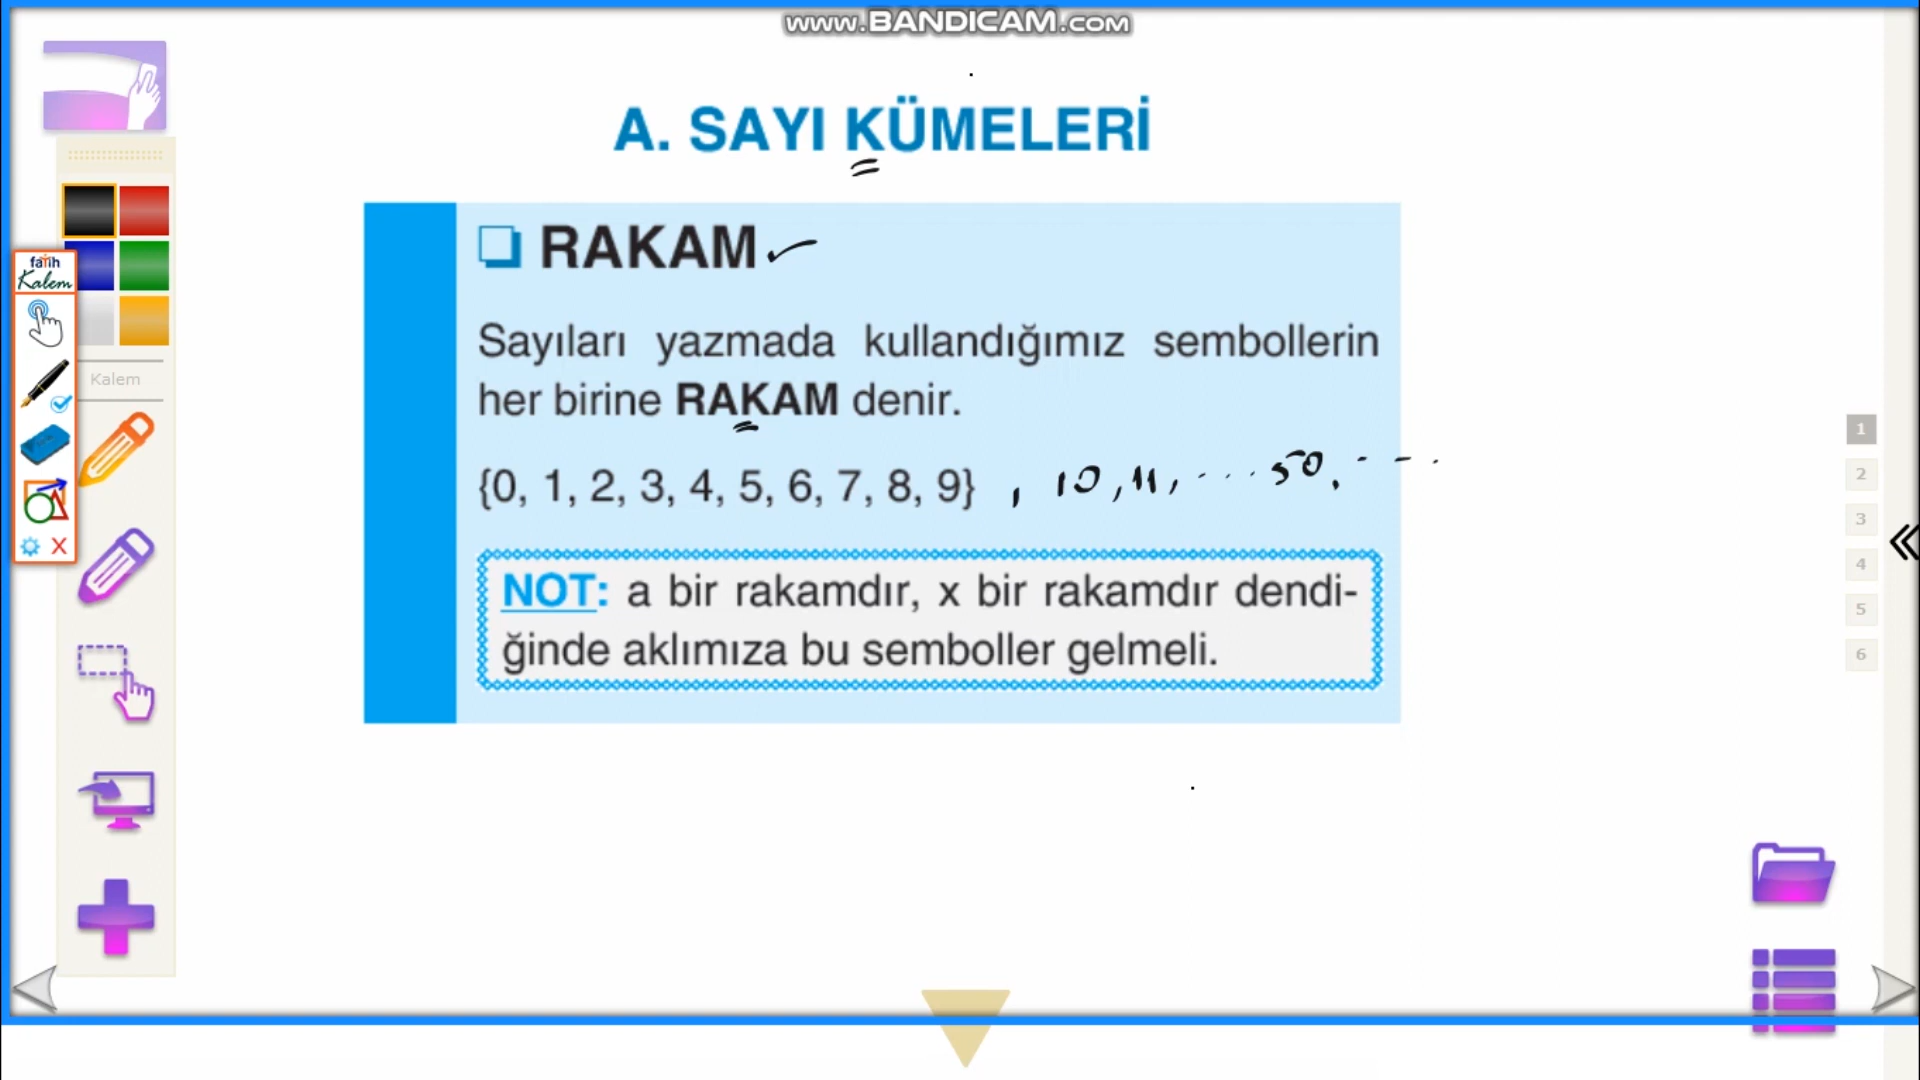 www.BANDICAM.com
A. SAYI KÜMELERİ
RAKAM
Sayıları yazmada kullandığımız sembollerin
her birine RAKAM denir.
{0, 1, 2, 3, 4, 5, 6, 7, 8, 9} , 10, 11, ... 50, ...
NOT: a bir rakamdır, x bir rakamdır dendi-
ğinde aklımıza bu semboller gelmeli.
fatih
Kalem
Kalem
1
2
3
4
5
6